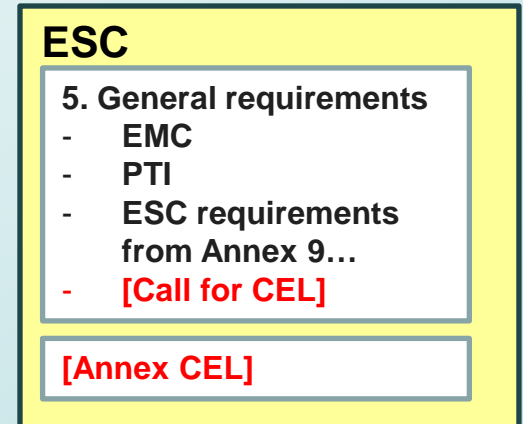 ESC
5. General requirements
- EMC
- PTI
- ESC requirements
from Annex 9…
- [Call for CEL]
[Annex CEL]